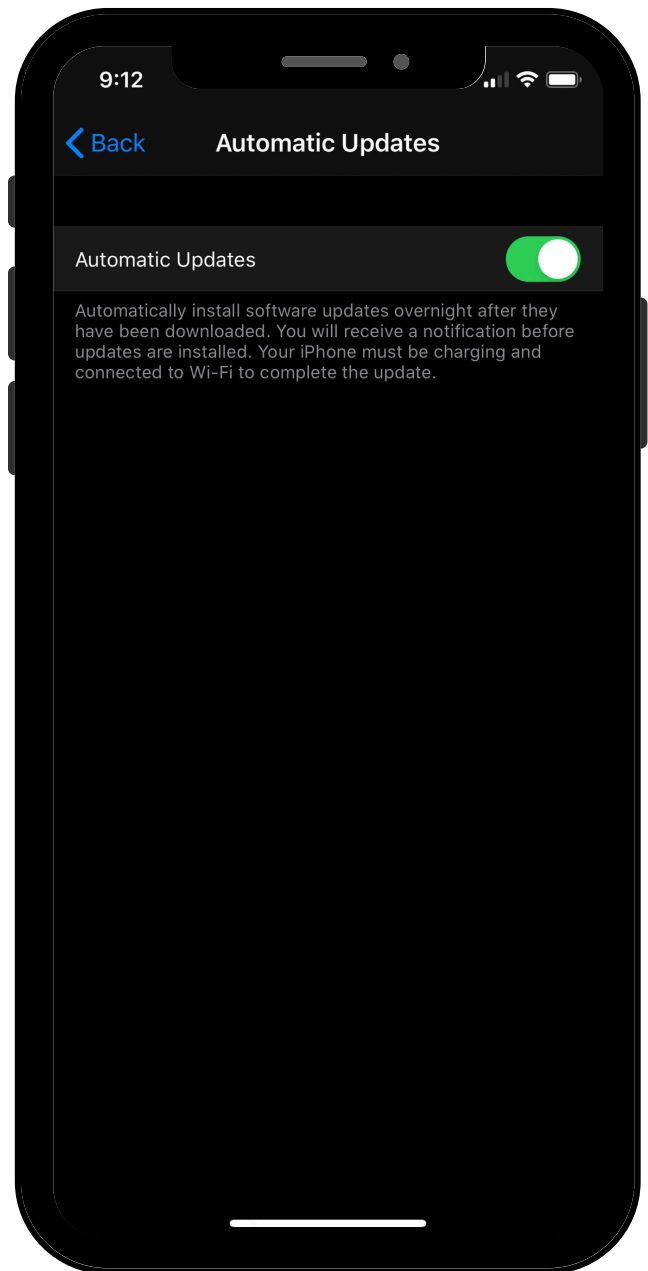 9:12
Back
Automatic Updates
Automatic Updates
Automatically install software updates overnight after they
have been downloaded. You will receive a notification before
updates are installed. Your iPhone must be charging and
connected to Wi-Fi to complete the update.